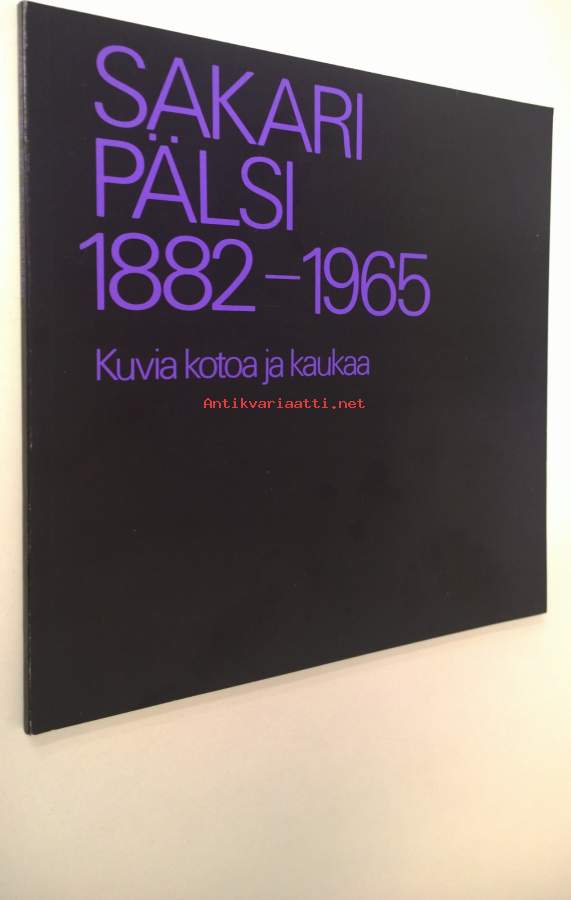 SAKARI
PÄLSI
1882–1965
Kuvia kotoa ja kaukaa
Antikvariaatti.net